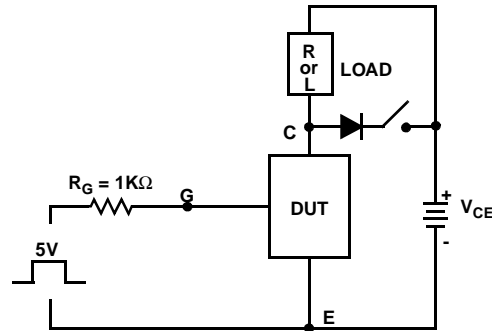 R
or
L
LOAD
C
R_G = 1KΩ
G
DUT
5V
+
V_CE
-
E